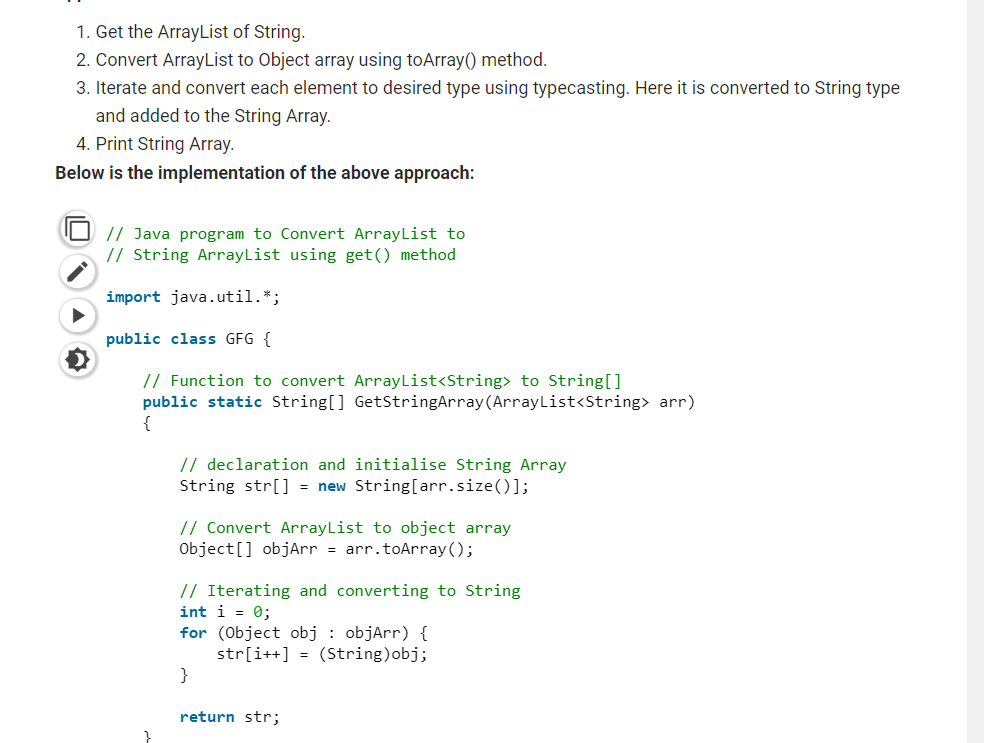 1. Get the ArrayList of String.
2. Convert ArrayList to Object array using toArray() method.
3. Iterate and convert each element to desired type using typecasting. Here it is converted to String type
and added to the String Array.
4. Print String Array.
Below is the implementation of the above approach:
// Java program to Convert ArrayList to
// String ArrayList using get() method
import java.util.*;
public class GFG {
// Function to convert ArrayList<String> to String[]
public static String[] GetStringArray(ArrayList<String> arr)
{
// declaration and initialise String Array
String str[] = new String[arr.size()];
// Convert ArrayList to object array
Object[] objArr = arr.toArray();
// Iterating and converting to String
int i = 0;
for (Object obj : objArr) {
str[i++] = (String)obj;
}
return str;
}